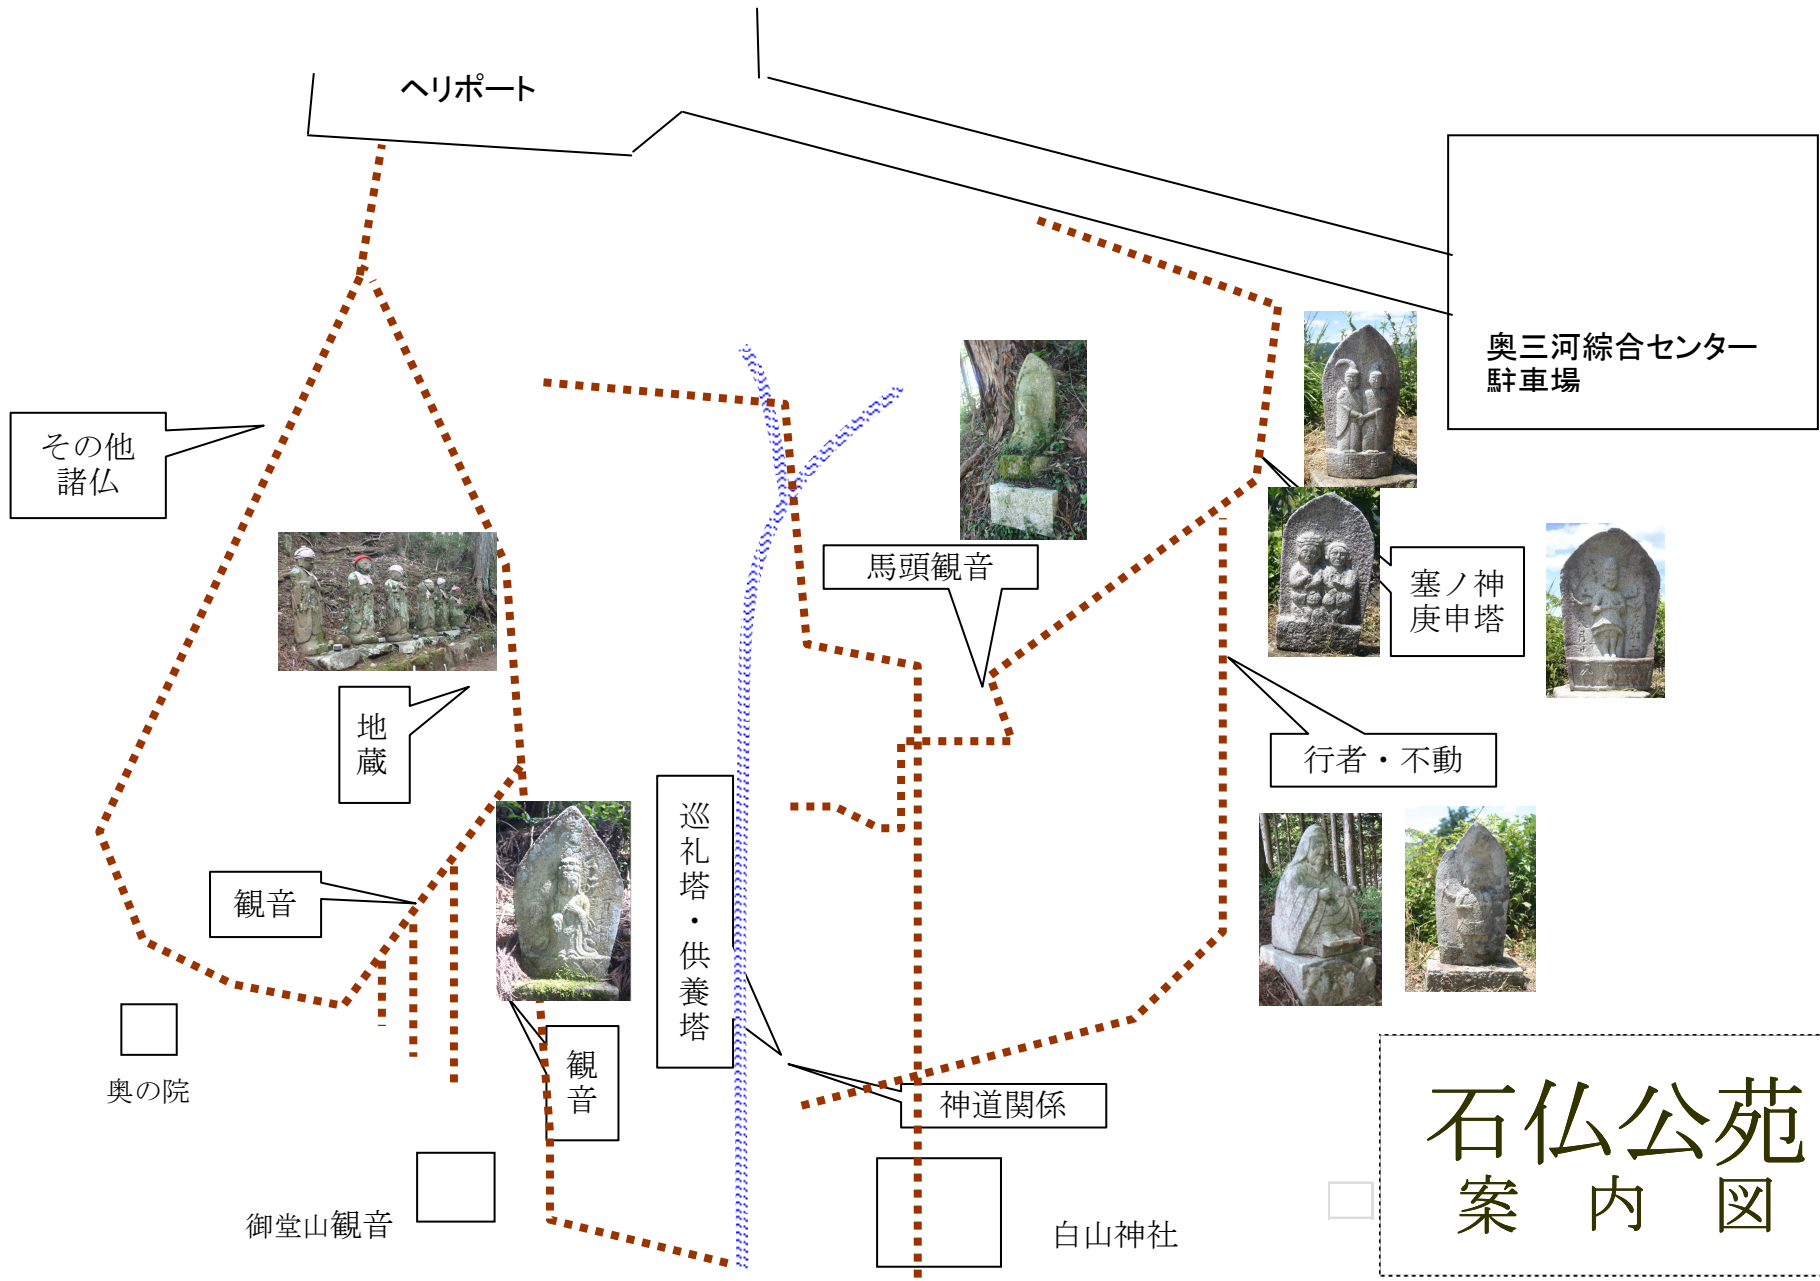 ヘリポート
奥三河綜合センター
駐車場
その他
諸仏
馬頭観音
塞ノ神
庚申塔
地蔵
行者・不動
巡礼塔・供養塔
観音
観音
神道関係
奥の院
御堂山観音
白山神社
石仏公苑
案内図